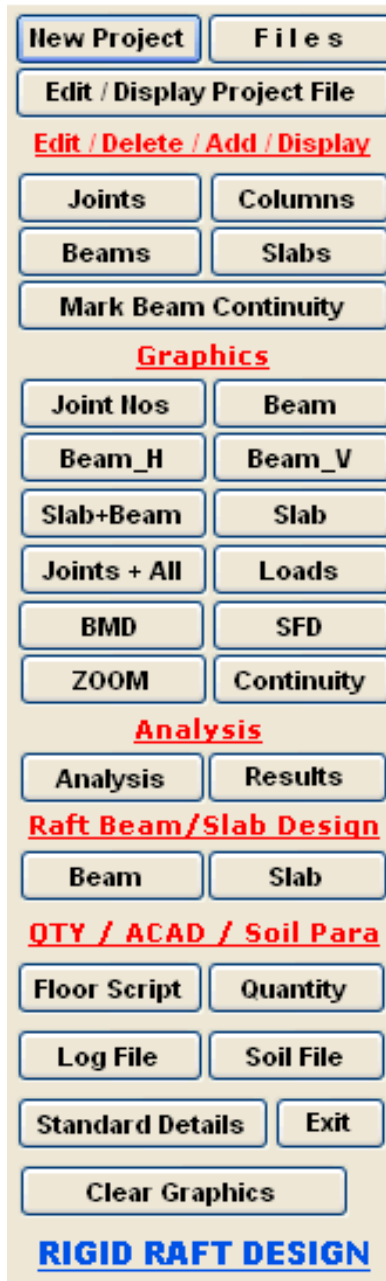 New Project Files
Edit / Display Project File
Edit / Delete / Add / Display
Joints Columns
Beams Slabs
Mark Beam Continuity
Graphics
Joint Nos Beam
Beam_H Beam_V
Slab+Beam Slab
Joints + All Loads
BMD SFD
ZOOM Continuity
Analysis
Analysis Results
Raft Beam/Slab Design
Beam Slab
QTY / ACAD / Soil Para
Floor Script Quantity
Log File Soil File
Standard Details Exit
Clear Graphics
RIGID RAFT DESIGN